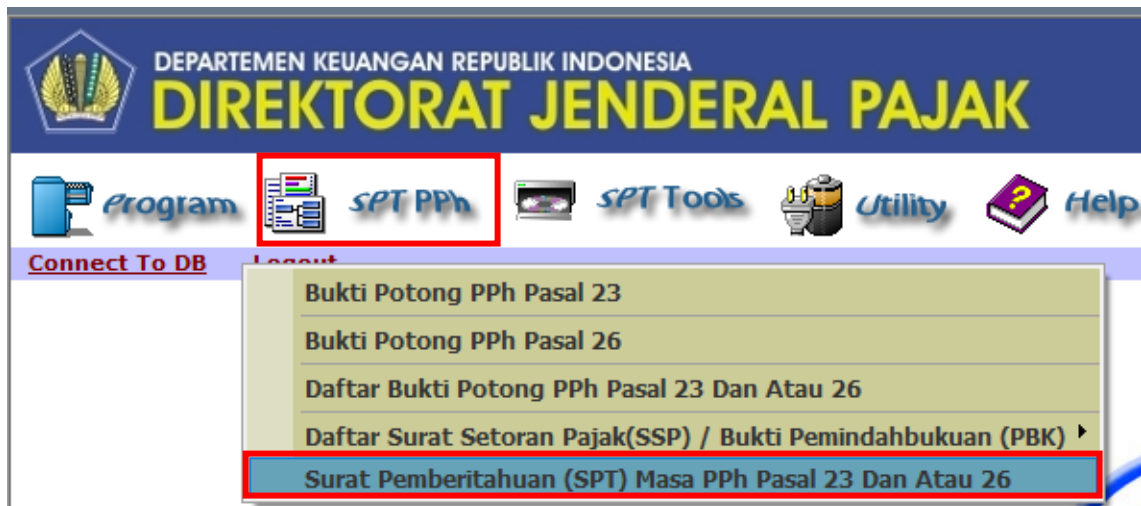 DEPARTEMEN KEUANGAN REPUBLIK INDONESIA
DIREKTORAT JENDERAL PAJAK
Program SPT PPh SPT Tools Utility Help
Connect To DB Logout
Bukti Potong PPh Pasal 23
Bukti Potong PPh Pasal 26
Daftar Bukti Potong PPh Pasal 23 Dan Atau 26
Daftar Surat Setoran Pajak(SSP) / Bukti Pemindahbukuan (PBK)
Surat Pemberitahuan (SPT) Masa PPh Pasal 23 Dan Atau 26